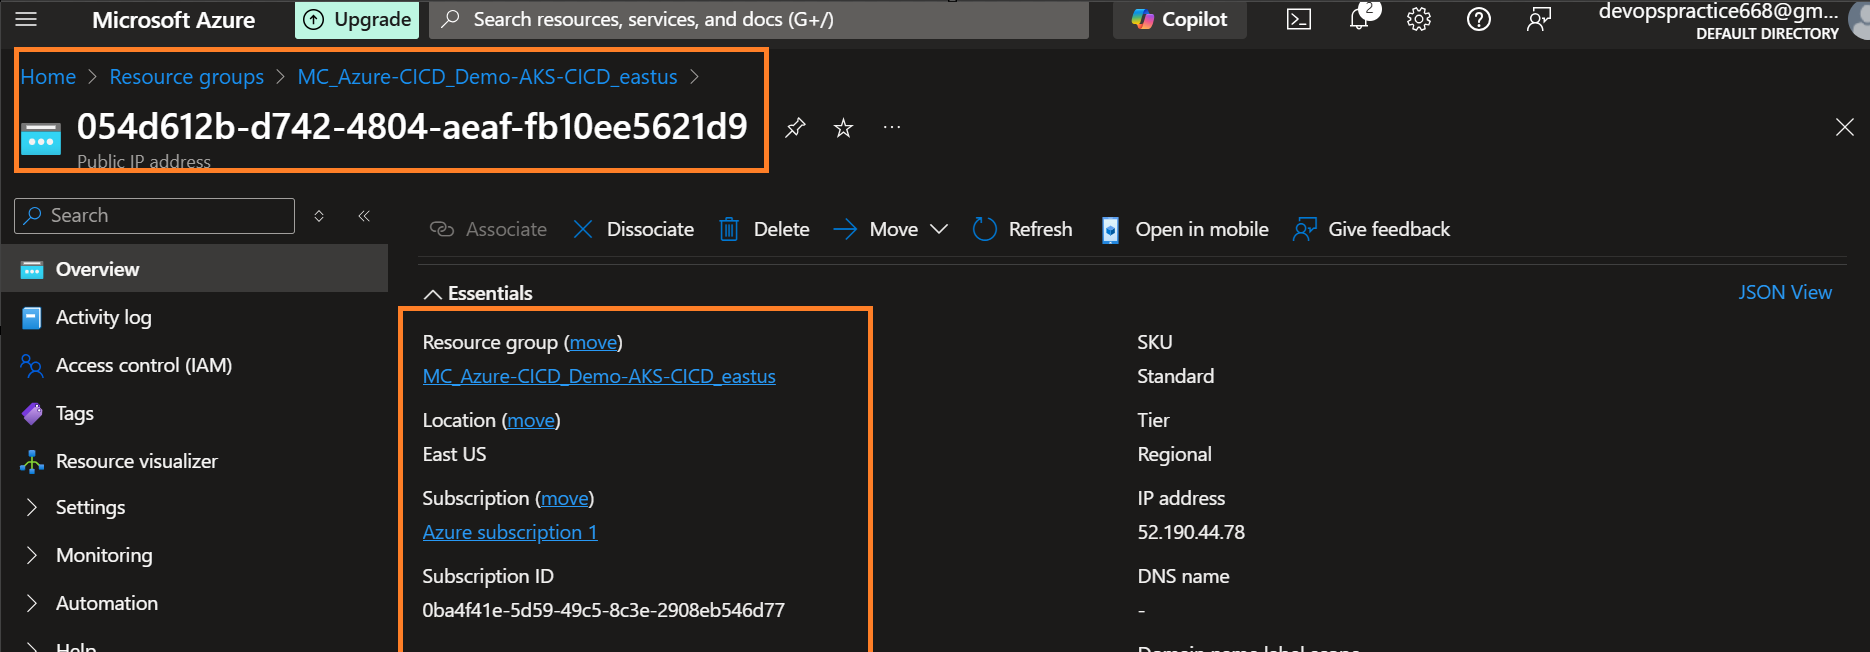 Microsoft Azure
Upgrade
Search resources, services, and docs (G+/)
Copilot
2
devopspractice668@gm...
DEFAULT DIRECTORY
Home > Resource groups > MC_Azure-CICD_Demo-AKS-CICD_eastus >
054d612b-d742-4804-aeaf-fb10ee5621d9
Public IP address
Search
Associate
Dissociate
Delete
Move
Refresh
Open in mobile
Give feedback
Overview
Activity log
Access control (IAM)
Tags
Resource visualizer
Settings
Monitoring
Automation
Help
Essentials
JSON View
Resource group (move)
MC_Azure-CICD_Demo-AKS-CICD_eastus
Location (move)
East US
Subscription (move)
Azure subscription 1
Subscription ID
0ba4f41e-5d59-49c5-8c3e-2908eb546d77
SKU
Standard
Tier
Regional
IP address
52.190.44.78
DNS name
-
Domain name label scope